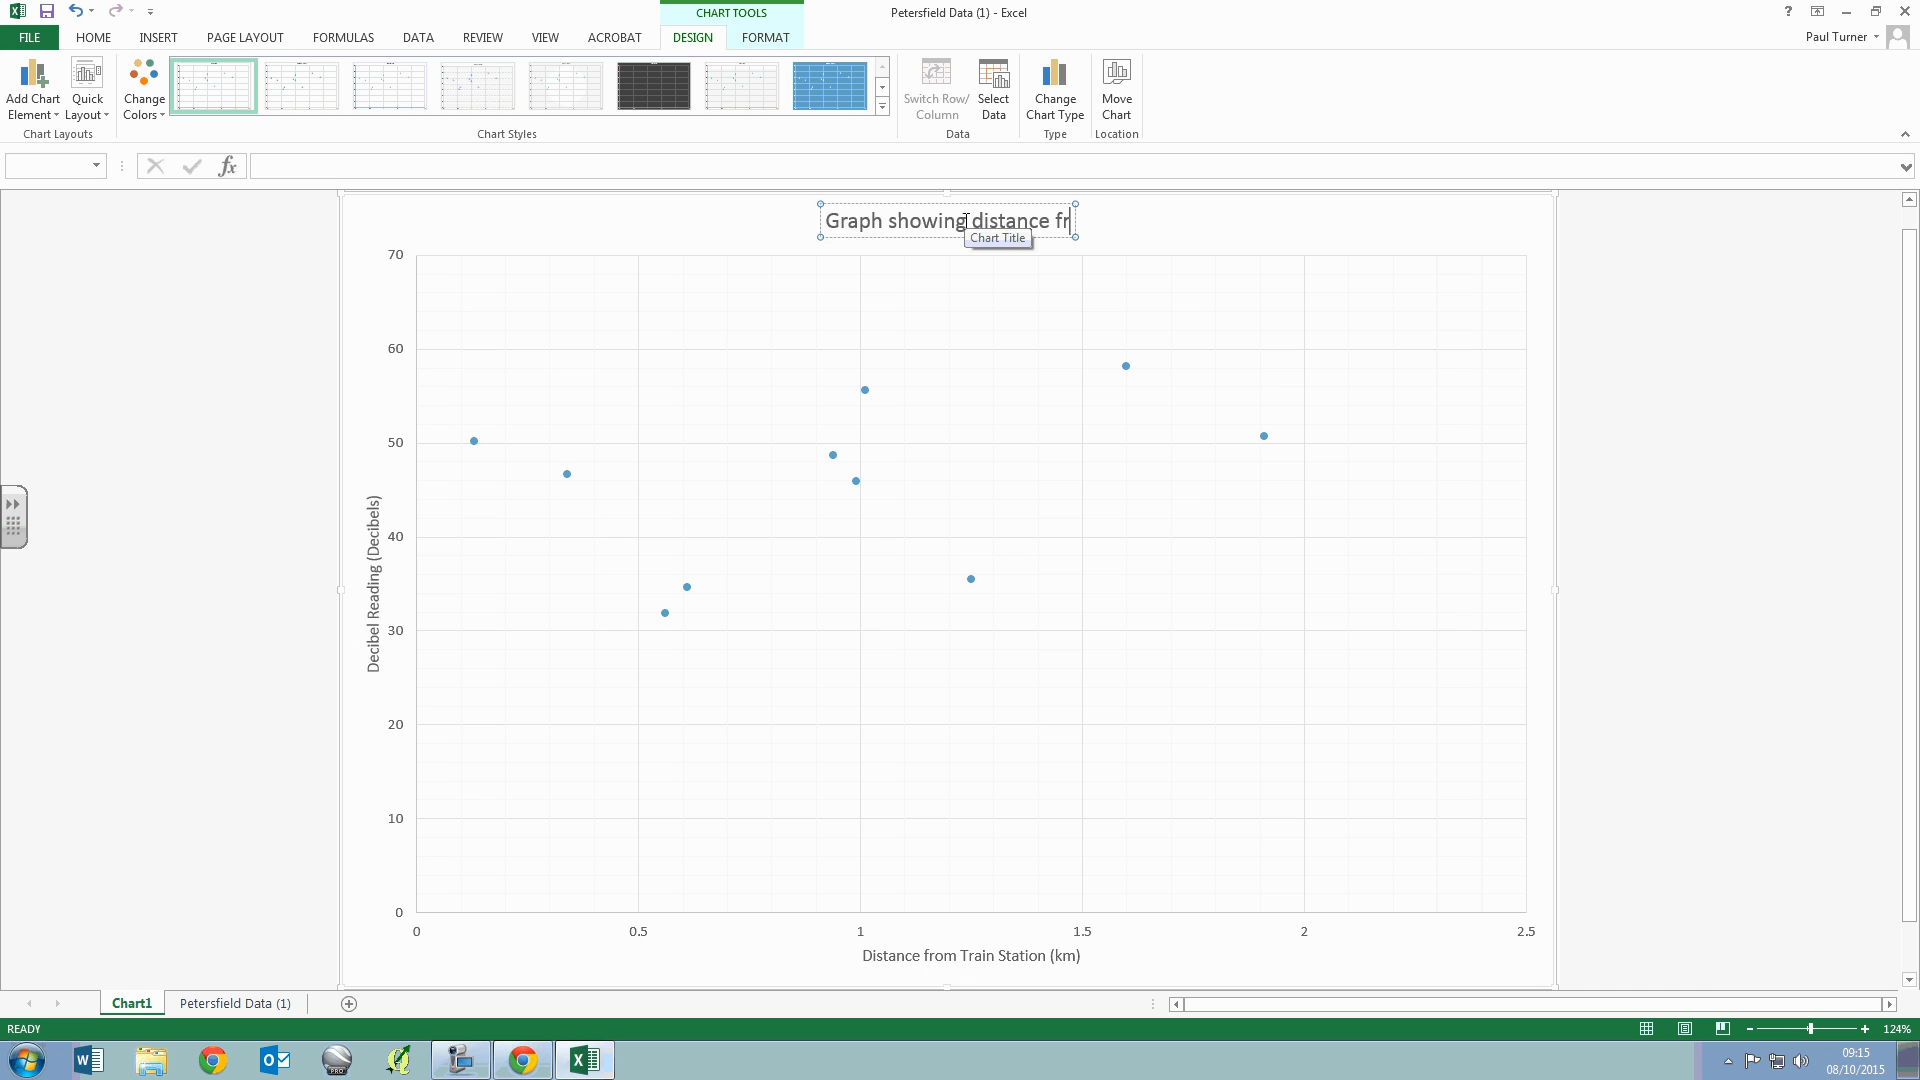 CHART TOOLS
Petersfield Data (1) - Excel
?
FILE
HOME
INSERT
PAGE LAYOUT
FORMULAS
DATA
REVIEW
VIEW
ACROBAT
DESIGN
FORMAT
Paul Turner
Add Chart
Element
Quick
Layout
Change
Colors
Switch Row/
Column
Select
Data
Change
Chart Type
Move
Chart
Chart Layouts
Chart Styles
Data
Type
Location
fx
Graph showing distance fr
Chart Title
70
60
50
40
30
20
10
0
Decibel Reading (Decibels)
0
0.5
1
1.5
2
2.5
Distance from Train Station (km)
Chart1
Petersfield Data (1)
READY
124%
PRO
09:15
08/10/2015